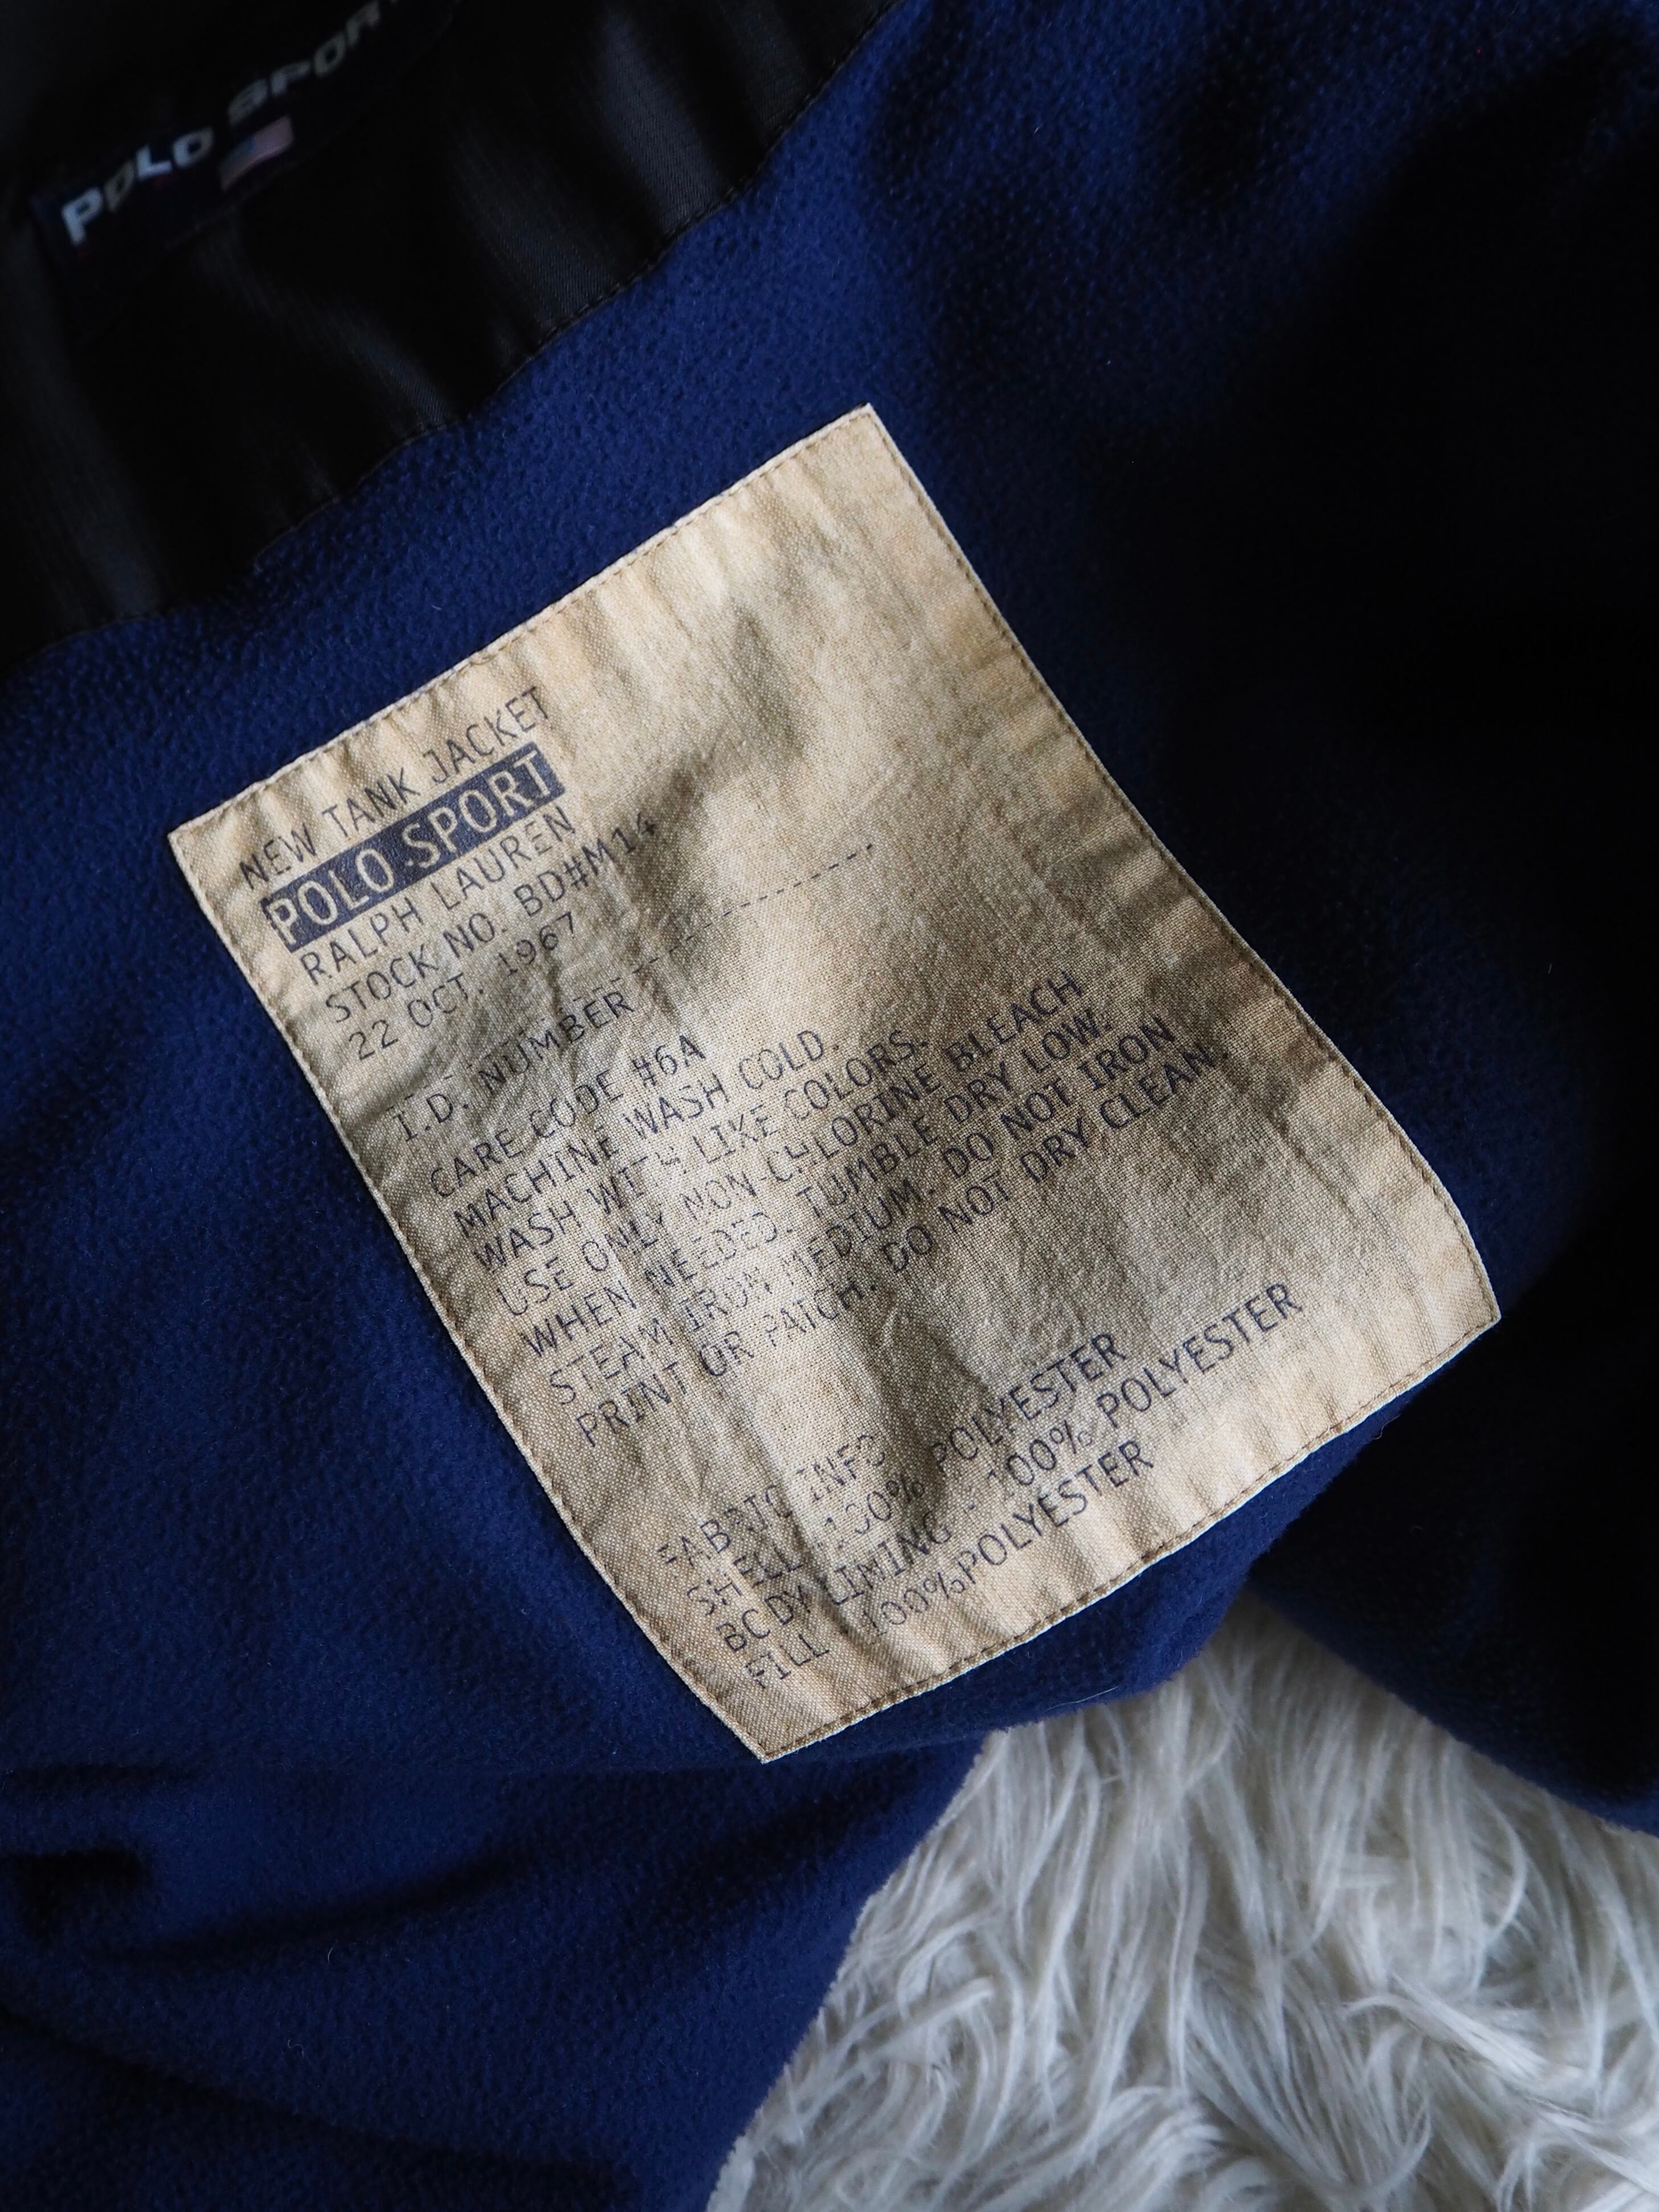 POLO SPORT
NEW TANK JACKET
POLO SPORT
RALPH LAUREN
STOCK NO. BD#M14
22 OCT. 1967
I.D. NUMBER
CARE CODE #6A
MACHINE WASH COLD.
WASH WITH LIKE COLORS.
USE ONLY NON-CHLORINE BLEACH
WHEN NEEDED. TUMBLE DRY LOW.
STEAM IRON MEDIUM. DO NOT IRON
PRINT OR PATCH. DO NOT DRY CLEAN.
FABRIC INFO
SHELL - 100% POLYESTER
BODY LINING - 100% POLYESTER
FILL - 100%POLYESTER